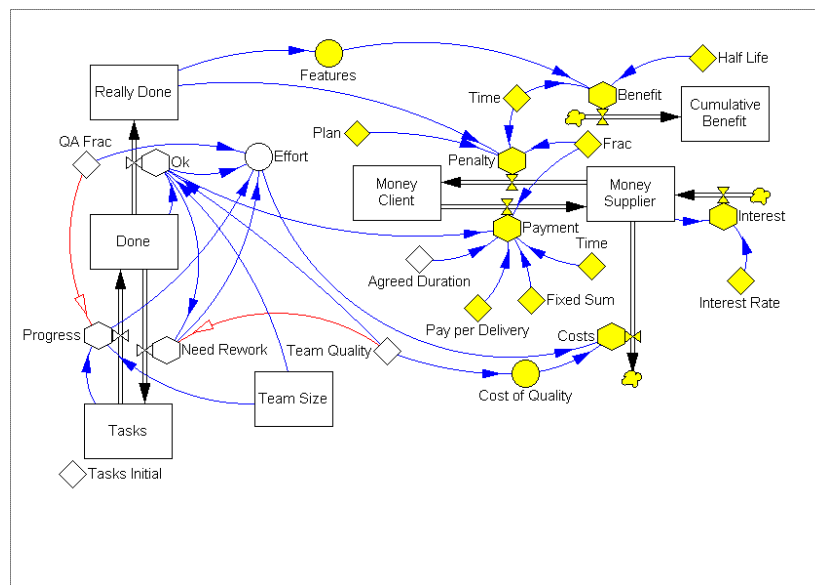 Half Life
Features
Really Done
Time
Benefit
Cumulative
Benefit
Plan
QA Frac
Ok
Effort
Penalty
Frac
Money
Client
Money
Supplier
Interest
Done
Payment
Time
Agreed Duration
Fixed Sum
Interest Rate
Pay per Delivery
Progress
Need Rework
Team Quality
Costs
Cost of Quality
Team Size
Tasks
Tasks Initial